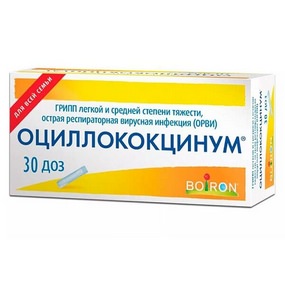 ДЛЯ ВСЕЙ СЕМЬИ
ГРИПП ЛЕГКОЙ И СРЕДНЕЙ СТЕПЕНИ ТЯЖЕСТИ,
ОСТРАЯ РЕСПИРАТОРНАЯ ВИРУСНАЯ ИНФЕКЦИЯ (ОРВИ)
ОЦИЛЛОКОКЦИНУМ®
30 ДОЗ
BOIRON